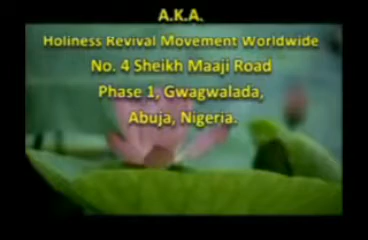 A.K.A.
Holiness Revival Movement Worldwide
No. 4 Sheikh Maaji Road
Phase 1, Gwagwalada,
Abuja, Nigeria.